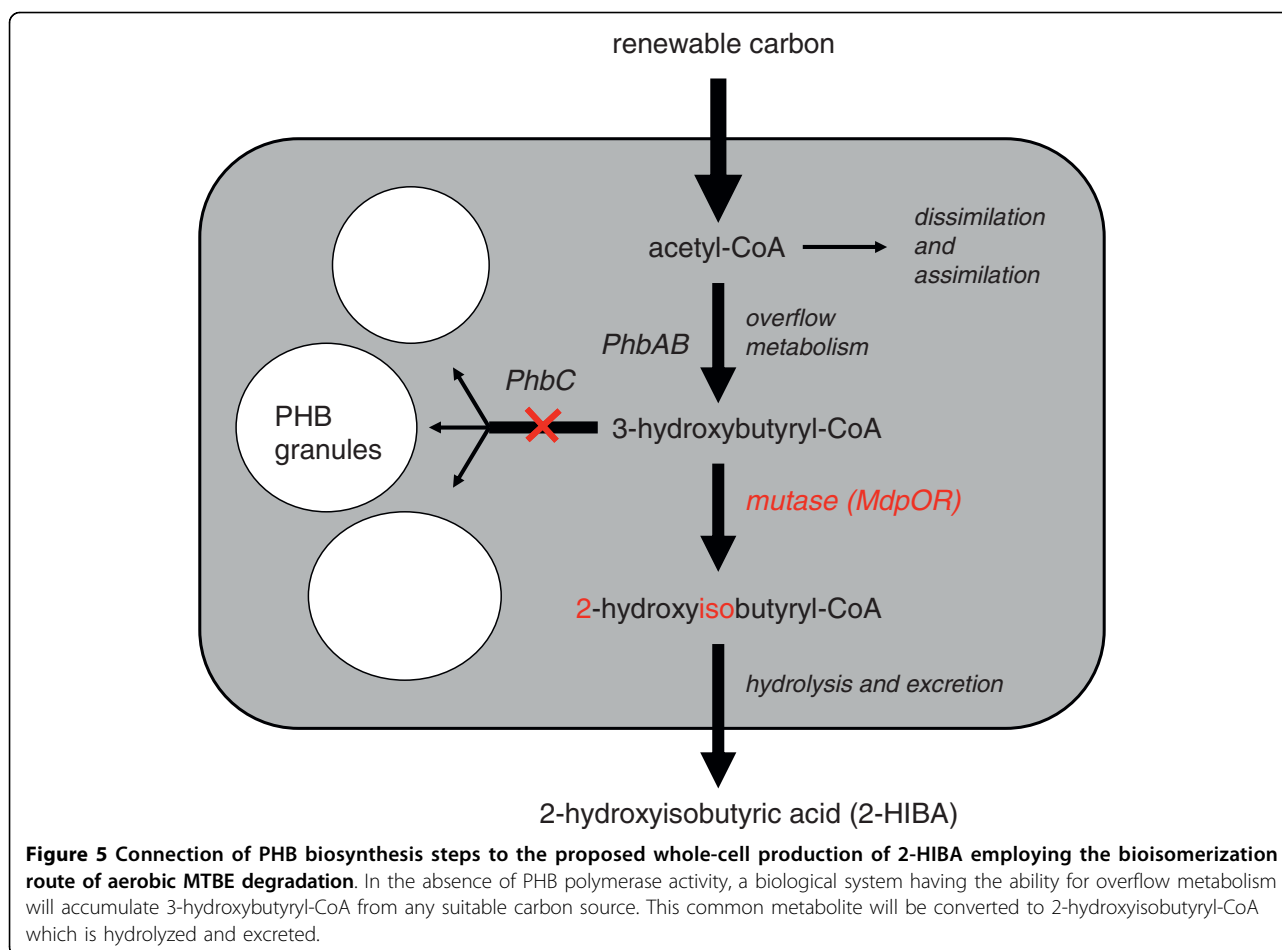 renewable carbon
acetyl-CoA
dissimilation
and
assimilation
overflow
metabolism
PhbAB
PhbC
PHB
granules
3-hydroxybutyryl-CoA
mutase (MdpOR)
2-hydroxyisobutyryl-CoA
hydrolysis and excretion
2-hydroxyisobutyric acid (2-HIBA)
Figure 5 Connection of PHB biosynthesis steps to the proposed whole-cell production of 2-HIBA employing the bioisomerization
route of aerobic MTBE degradation. In the absence of PHB polymerase activity, a biological system having the ability for overflow metabolism
will accumulate 3-hydroxybutyryl-CoA from any suitable carbon source. This common metabolite will be converted to 2-hydroxyisobutyryl-CoA
which is hydrolyzed and excreted.